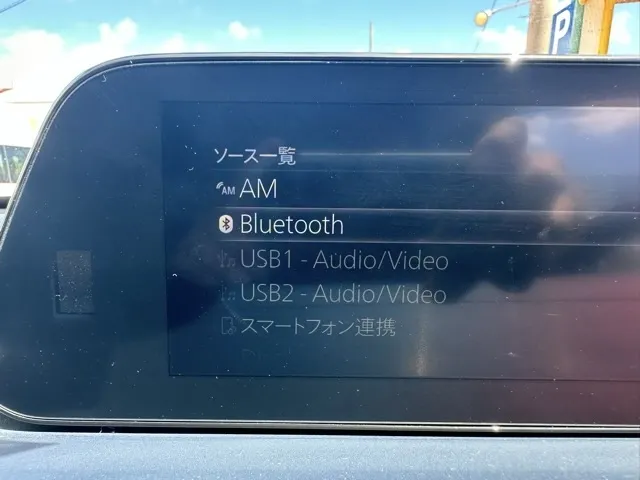 P
ソース一覧
AM AM
Bluetooth
USB1 - Audio/Video
USB2 - Audio/Video
スマートフォン連携